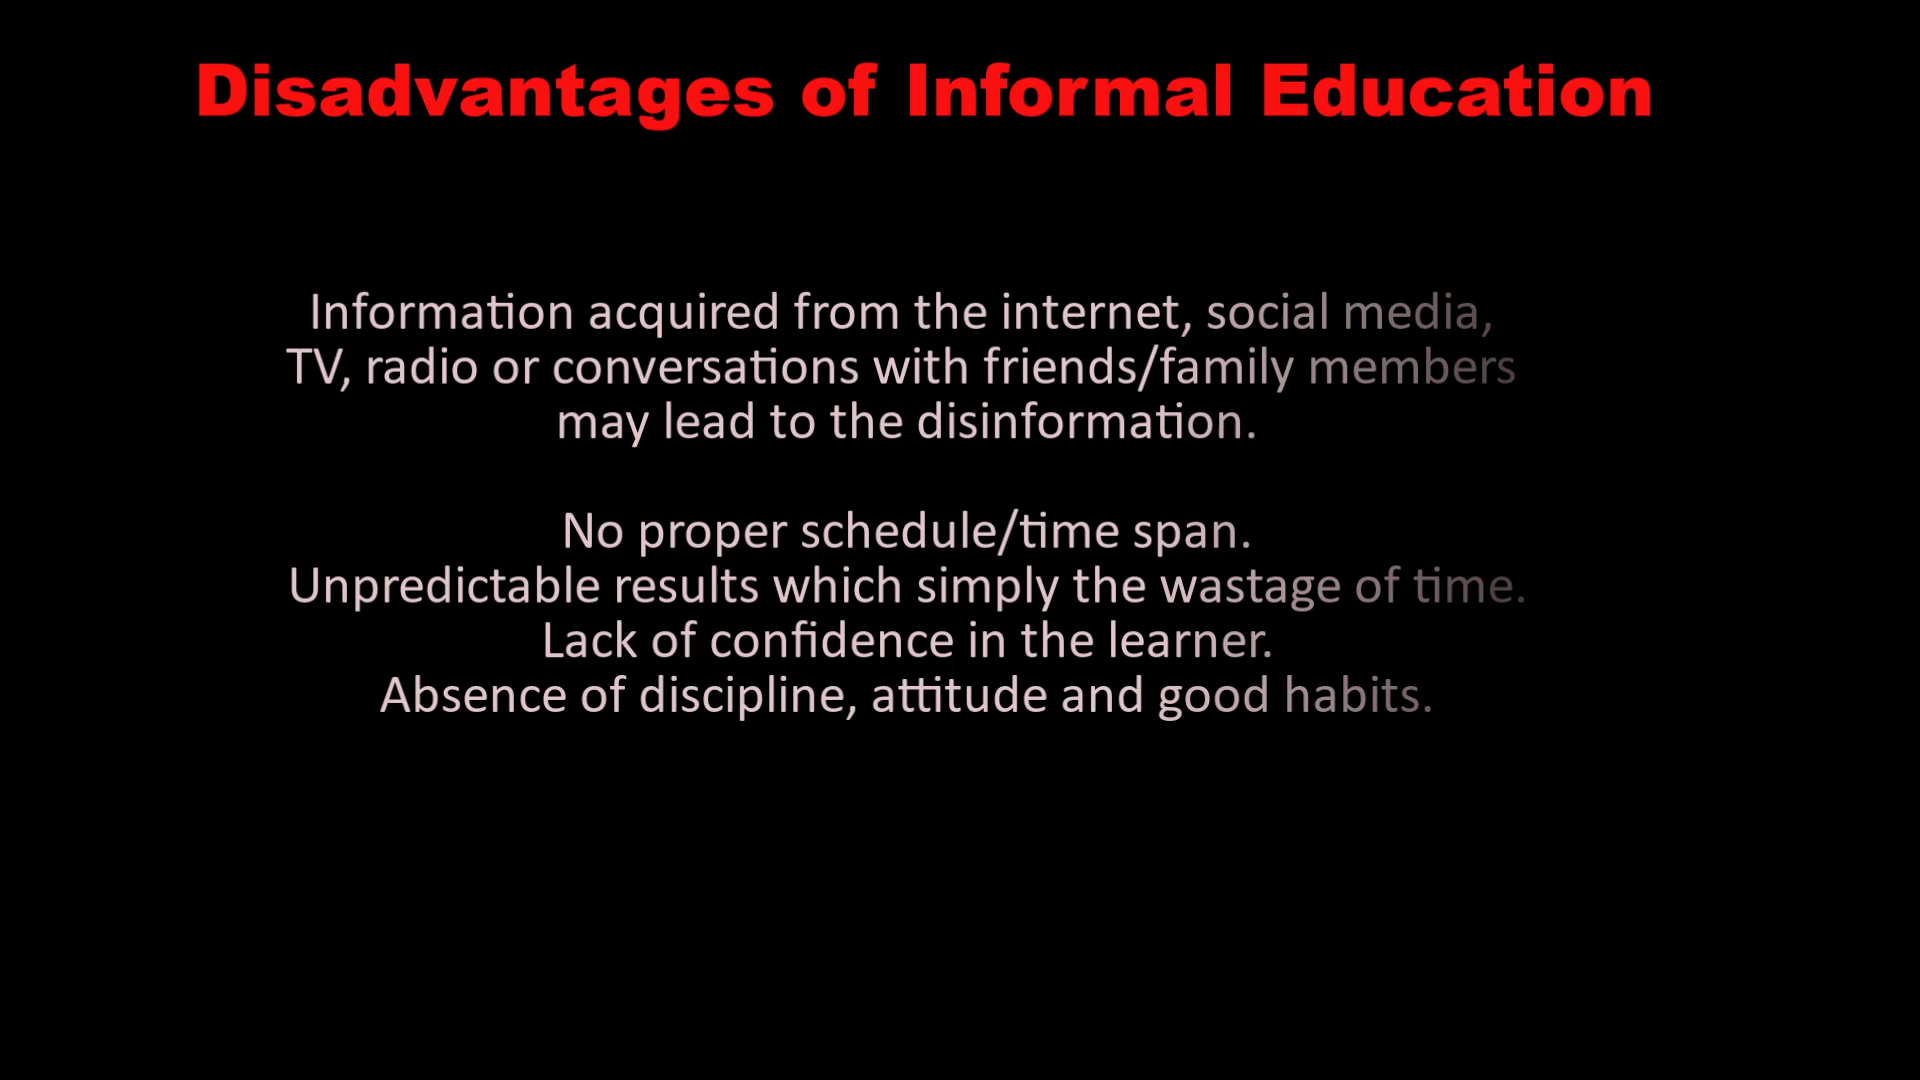 Disadvantages of Informal Education
Information acquired from the internet, social media,
TV, radio or conversations with friends/family members
may lead to the disinformation.
No proper schedule/time span.
Unpredictable results which simply the wastage of time.
Lack of confidence in the learner.
Absence of discipline, attitude and good habits.